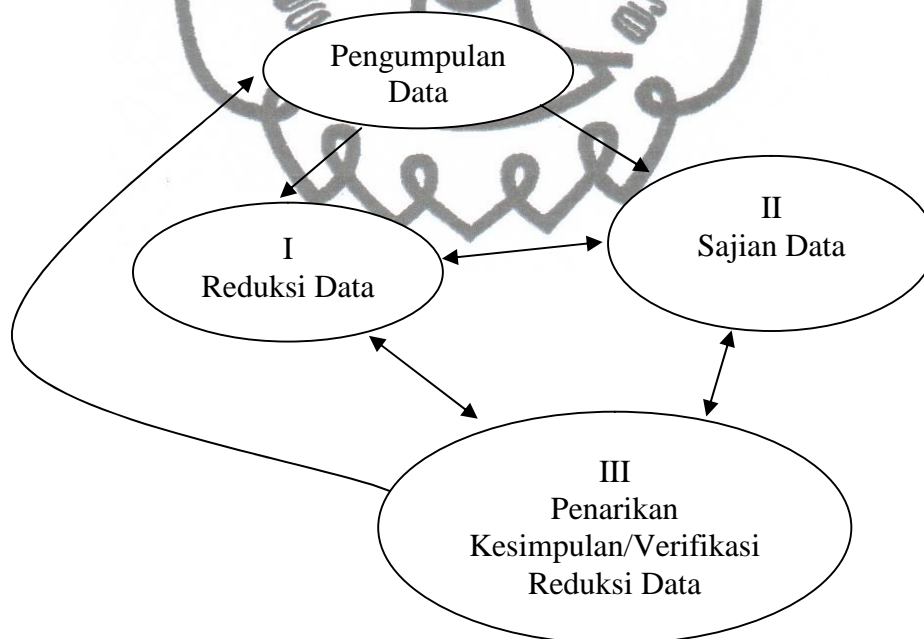 Pengumpulan
Data
I
Reduksi Data
II
Sajian Data
III
Penarikan
Kesimpulan/Verifikasi
Reduksi Data